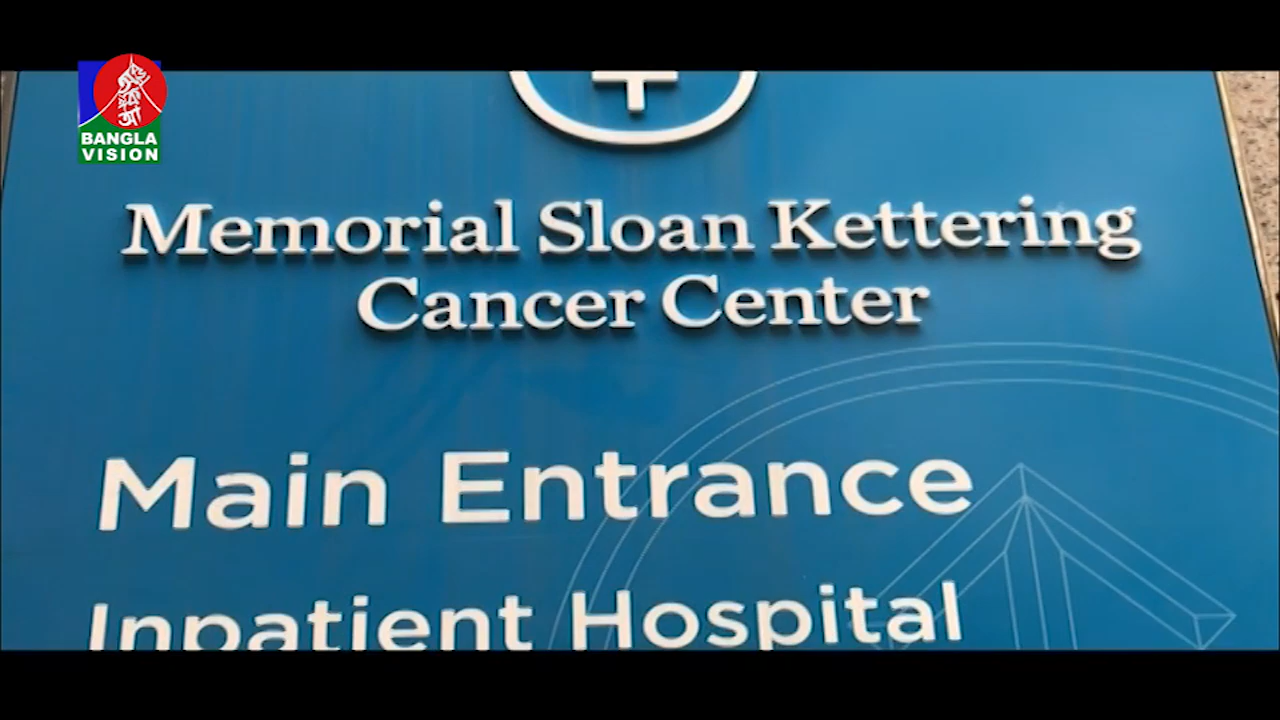 BANGLA
VISION
Memorial Sloan Kettering
Cancer Center
Main Entrance
Inpatient Hospital